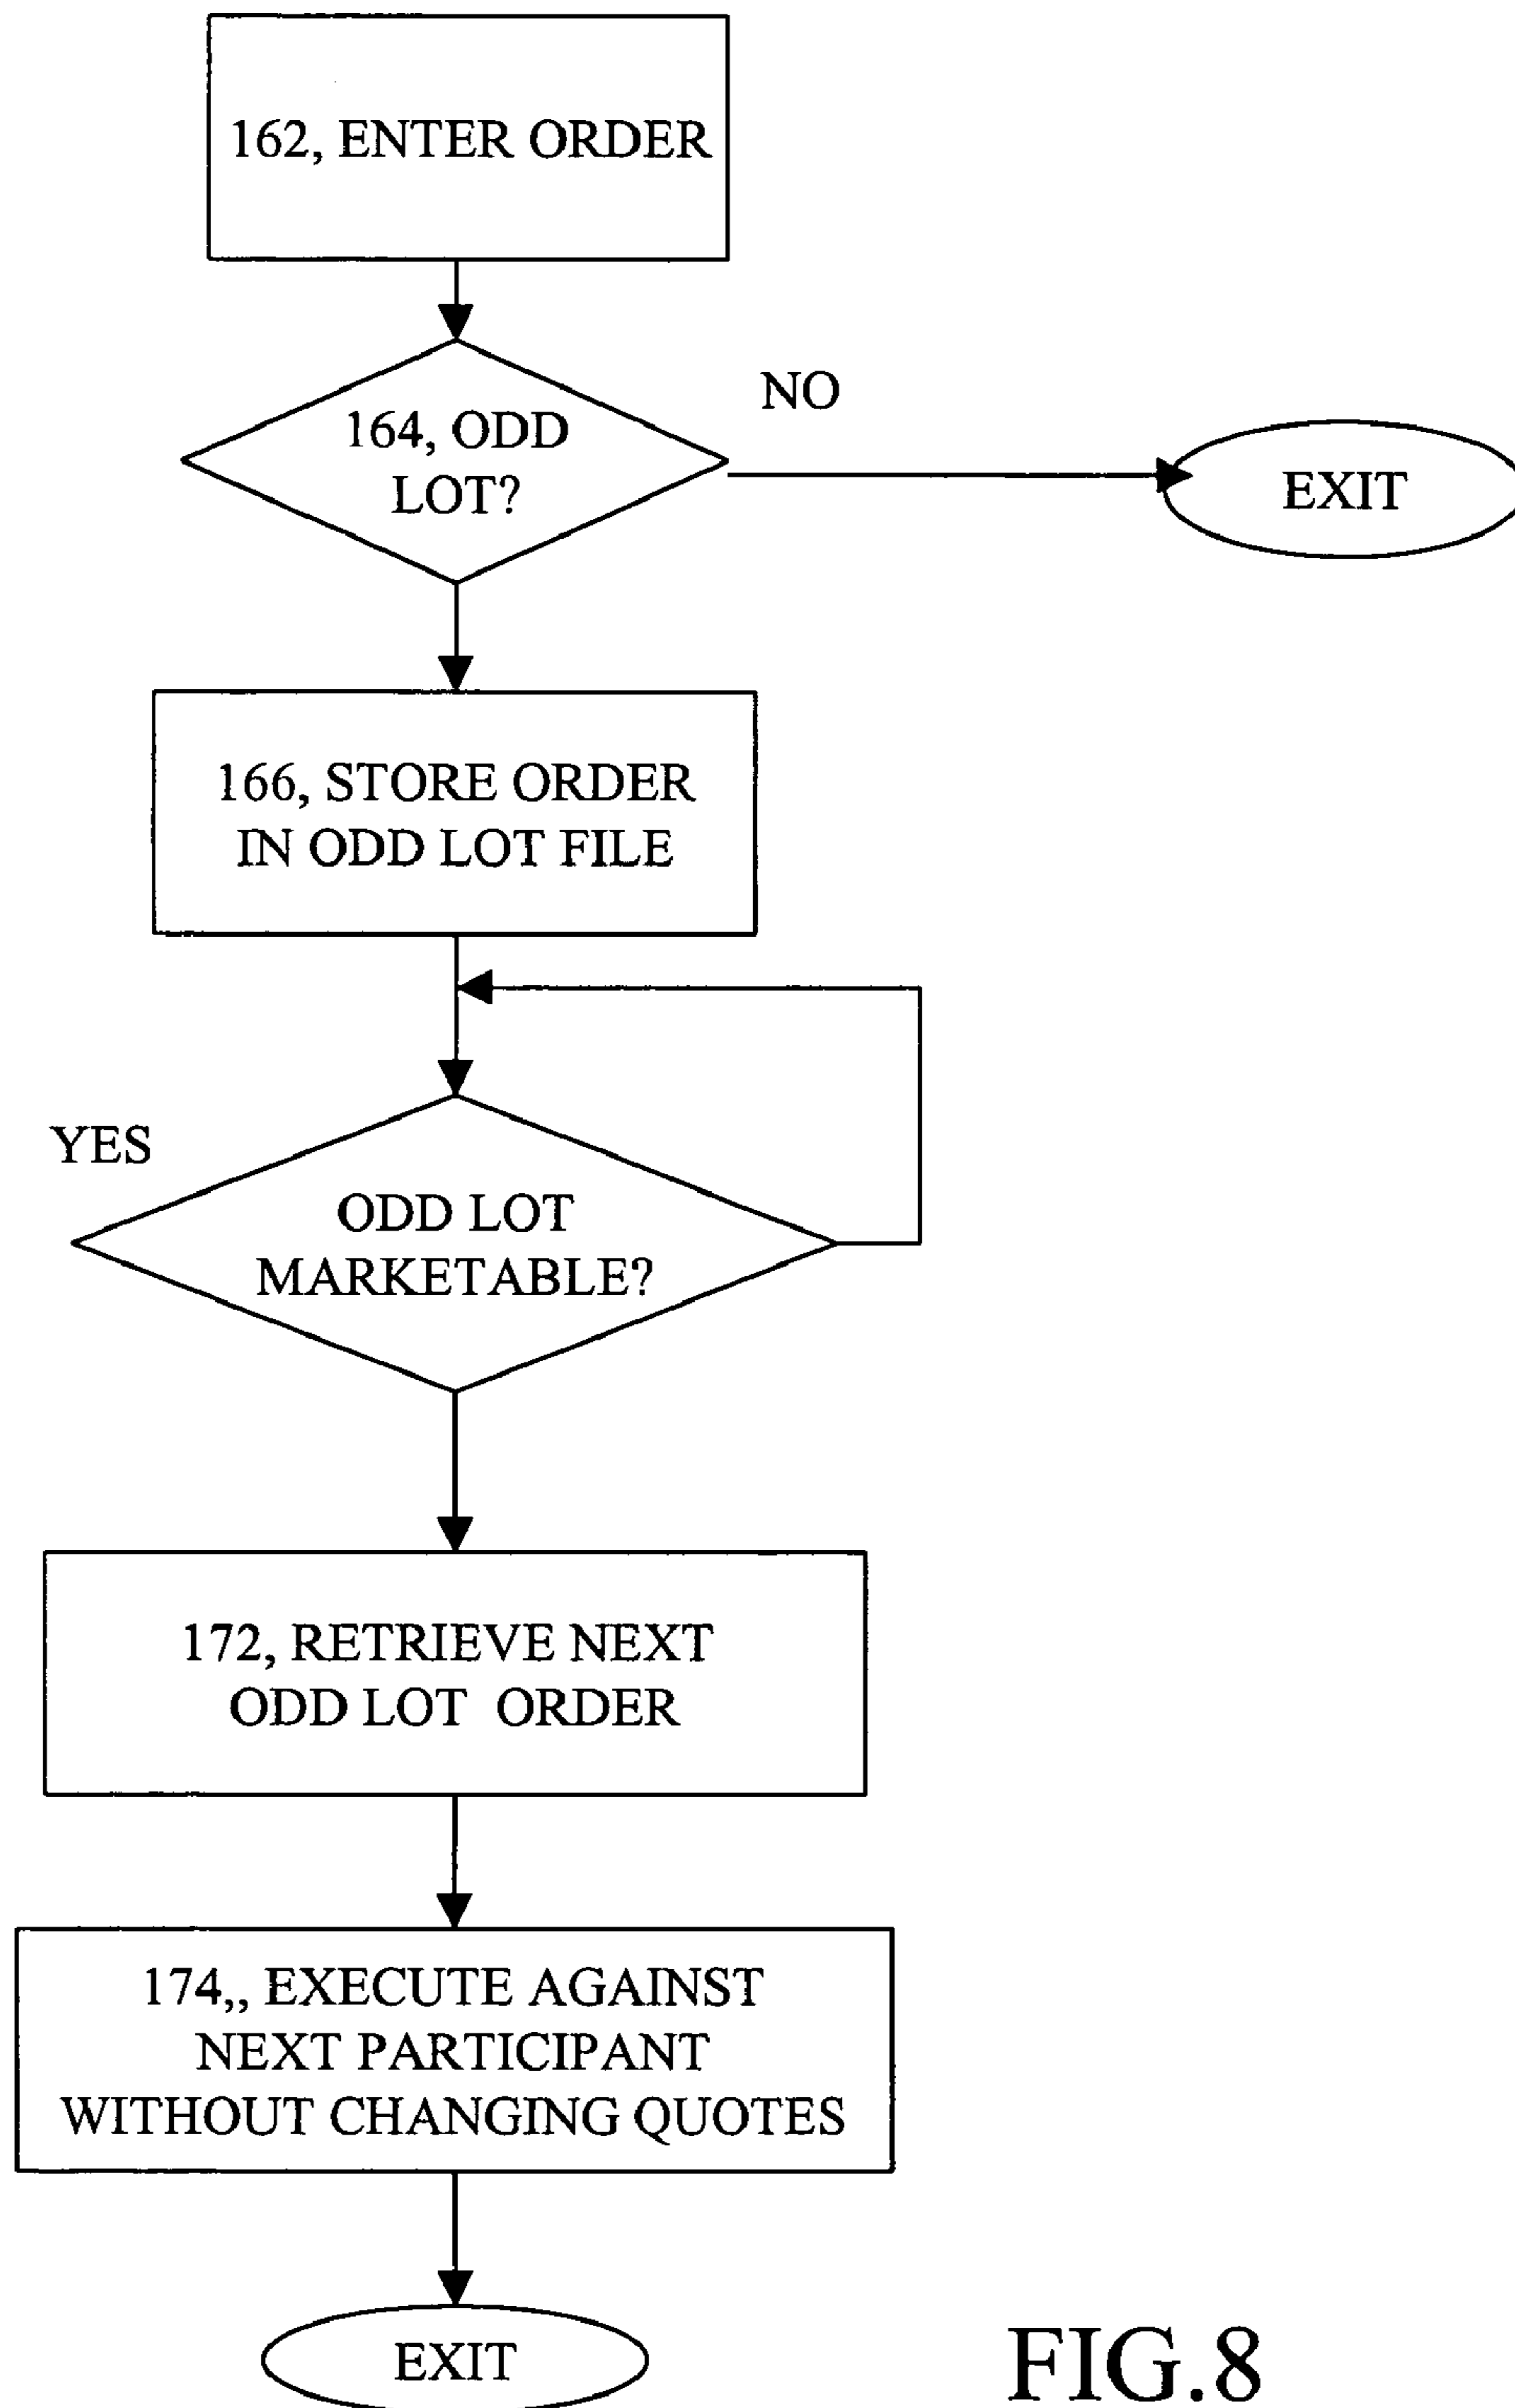 162, ENTER ORDER
NO
164, ODD
LOT?
EXIT
166, STORE ORDER
IN ODD LOT FILE
YES
ODD LOT
MARKETABLE?
172, RETRIEVE NEXT
ODD LOT ORDER
174,, EXECUTE AGAINST
NEXT PARTICIPANT
WITHOUT CHANGING QUOTES
EXIT
FIG.8